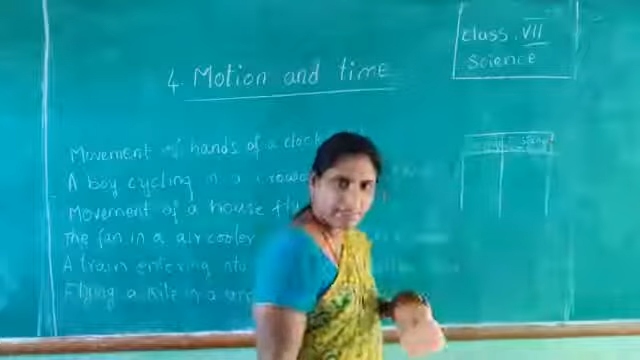 class. VII
Science
4. Motion and time
Movement of hands of a clock
A boy cycling in a
Movement of a house fly
The fan in a air cooler
A train entering into
Flying a kite in a